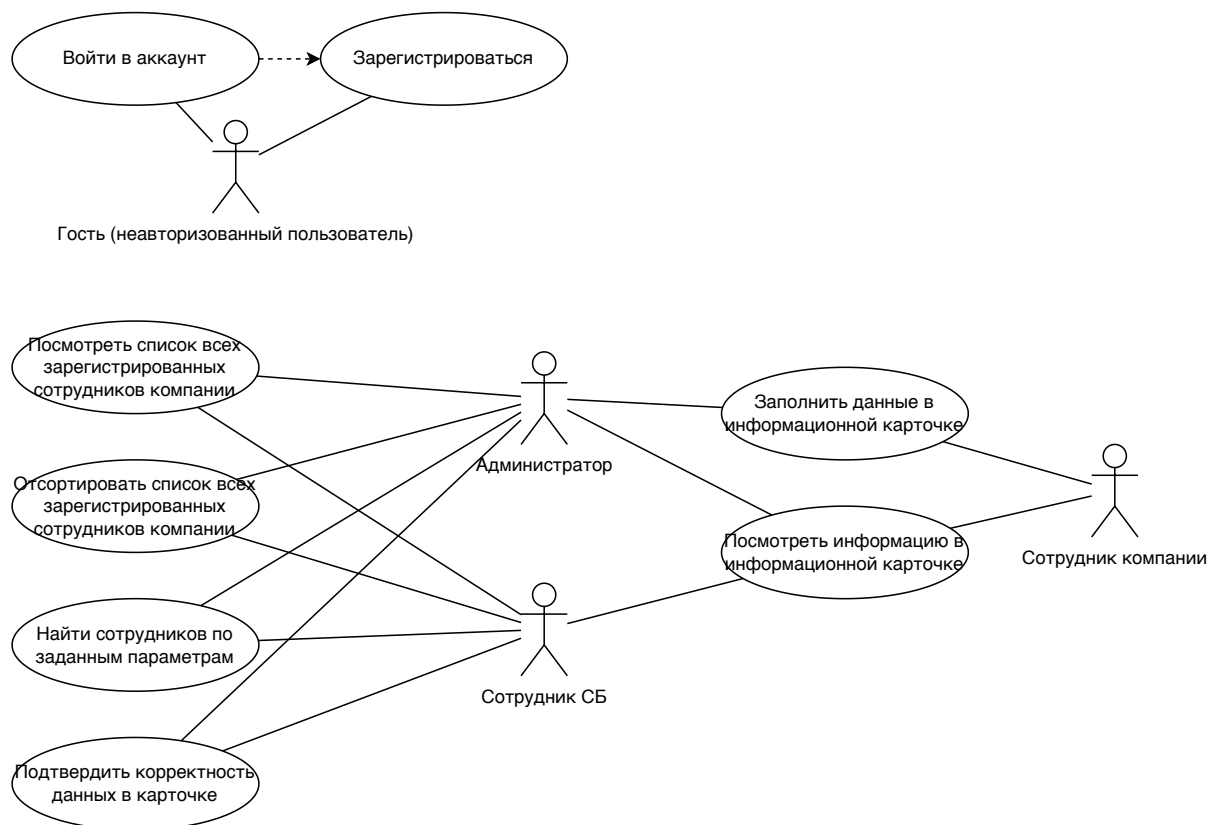 Войти в аккаунт
Зарегистрироваться
Гость (неавторизованный пользователь)
Посмотреть список всех
зарегистрированных
сотрудников компании
Заполнить данные в
информационной карточке
Администратор
Отсортировать список всех
зарегистрированных
сотрудников компании
Посмотреть информацию в
информационной карточке
Сотрудник компании
Найти сотрудников по
заданным параметрам
Сотрудник СБ
Подтвердить корректность
данных в карточке